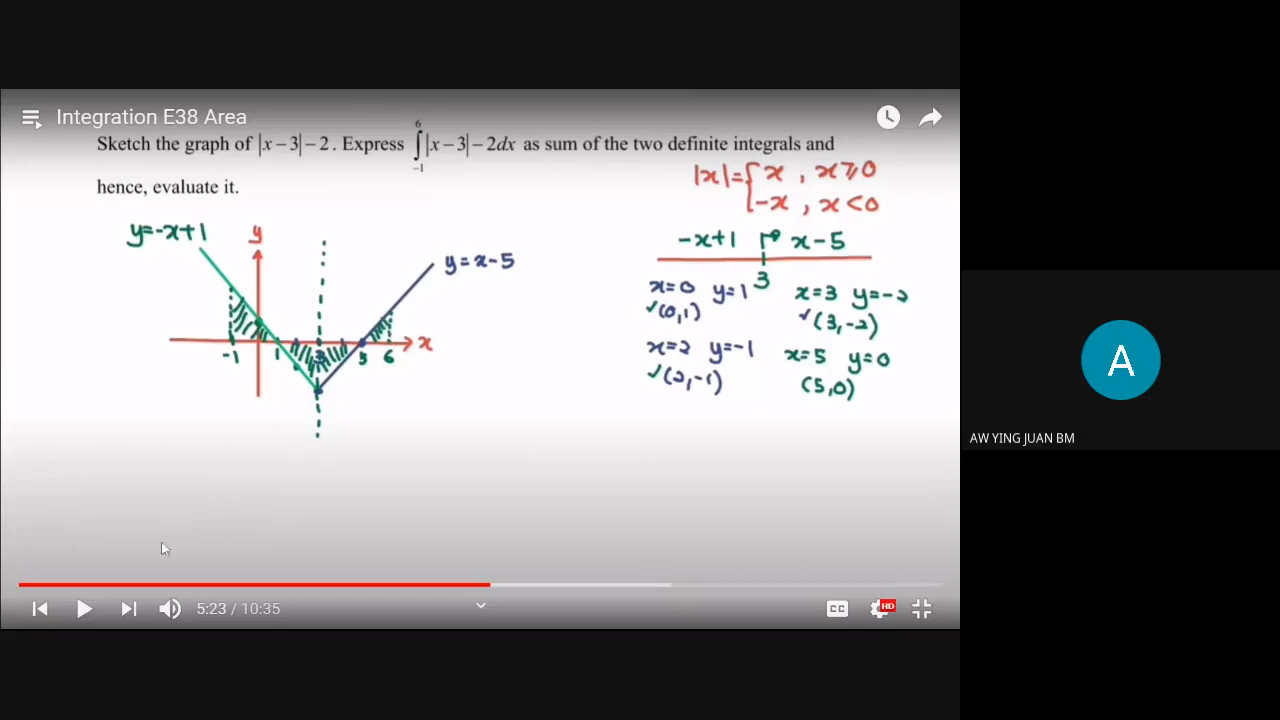 Integration E38 Area
Sketch the graph of |x−3|−2. Express ∫₋₁⁶|x−3|−2dx as sum of the two definite integrals and
hence, evaluate it.
|x|={x , x⩾0
-x , x<0
y=-x+1
y
y=x-5
x
-1 1 3 5 6
-x+1 x-5
3
x=0 y=1
✓(0,1)
x=2 y=-1
✓(2,-1)
x=3 y=-2
✓(3,-2)
x=5 y=0
(5,0)
A
AW YING JUAN BM
5:23 / 10:35
CC
HD